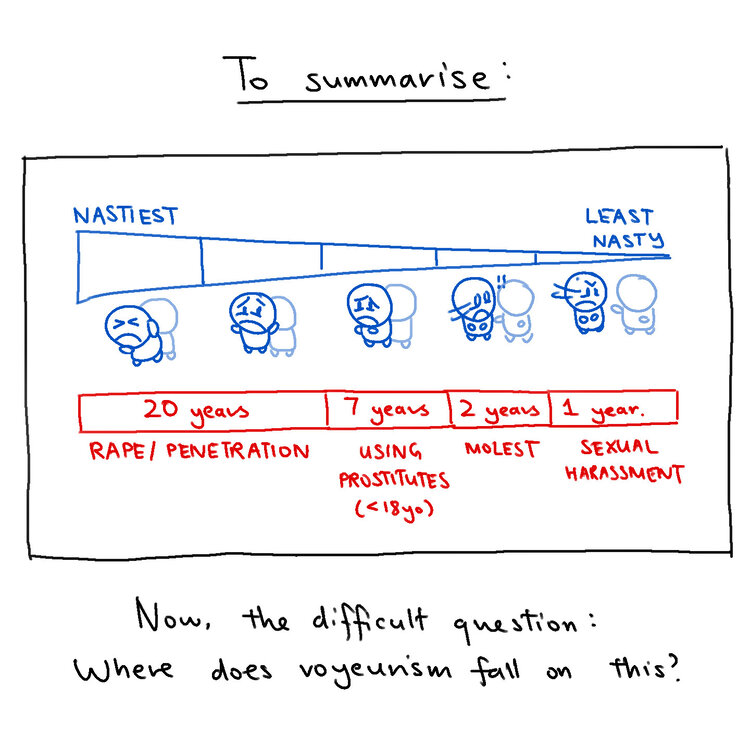 To summarise:
NASTIEST
LEAST
NASTY
!!
20 years
7 years
2 years
1 year.
RAPE/PENETRATION
USING
PROSTITUTES
(<18yo)
MOLEST
SEXUAL
HARASSMENT
Now, the difficult question:
Where does voyeurism fall on this?